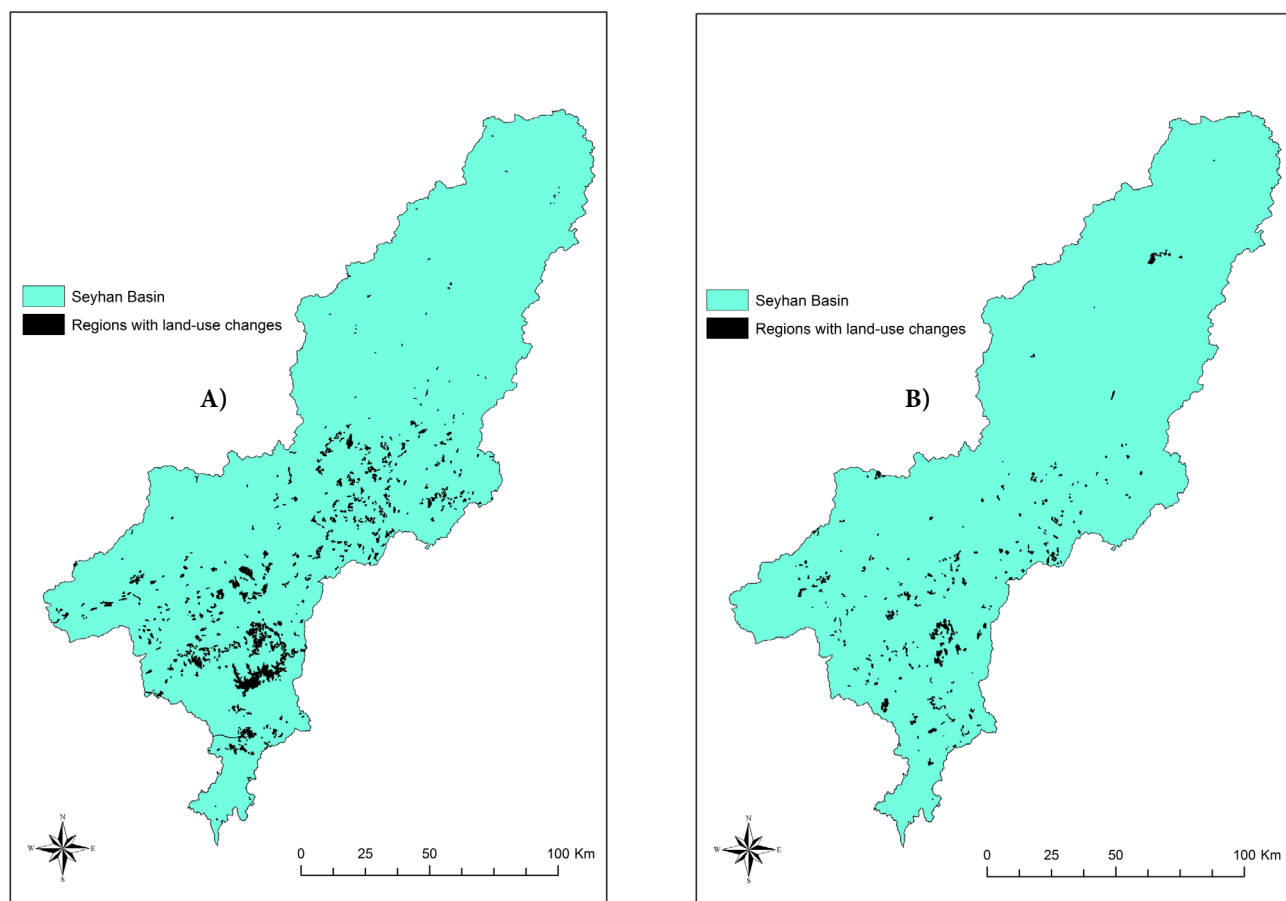 Seyhan Basin
Regions with land-use changes
A)
N
W
E
S
0
25
50
100 Km
Seyhan Basin
Regions with land-use changes
B)
N
W
E
S
0
25
50
100 Km